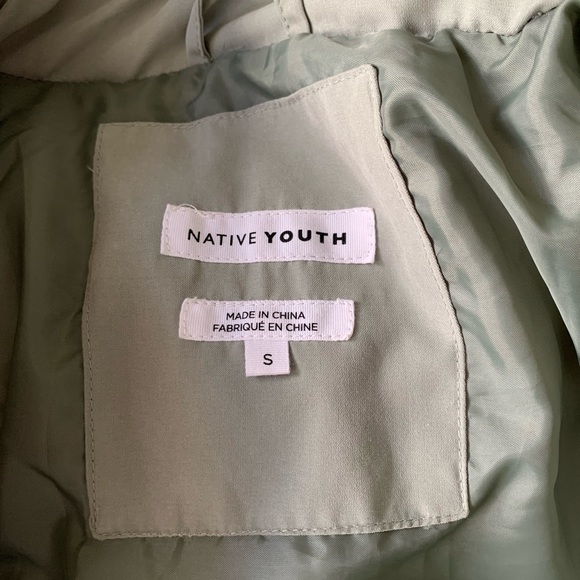 NATIVE YOUTH
MADE IN CHINA
FABRIQUÉ EN CHINE
S